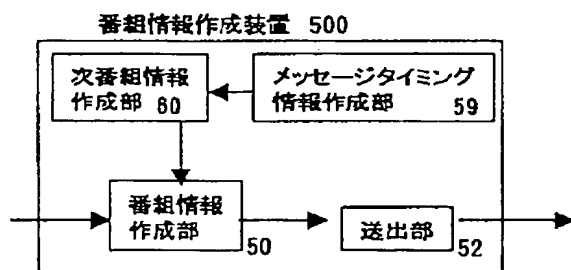 番組情報作成装置 500
次番組情報
作成部 60
メッセージタイミング
情報作成部 59
番組情報
作成部 50
送出部 52